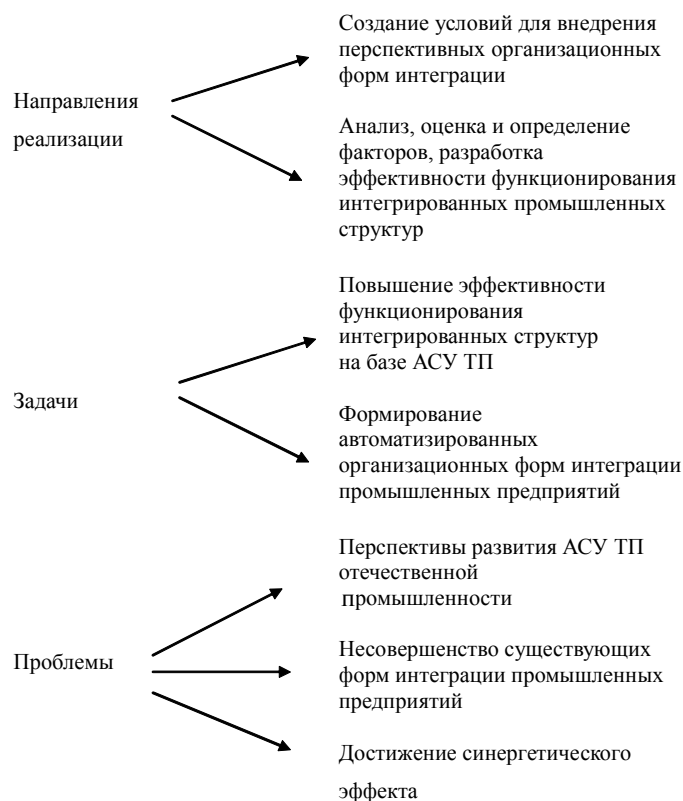 Направления
реализации
Создание условий для внедрения
перспективных организационных
форм интеграции
Анализ, оценка и определение
факторов, разработка
эффективности функционирования
интегрированных промышленных
структур
Задачи
Повышение эффективности
функционирования
интегрированных структур
на базе АСУ ТП
Формирование
автоматизированных
организационных форм интеграции
промышленных предприятий
Проблемы
Перспективы развития АСУ ТП
отечественной
промышленности
Несовершенство существующих
форм интеграции промышленных
предприятий
Достижение синергетического
эффекта